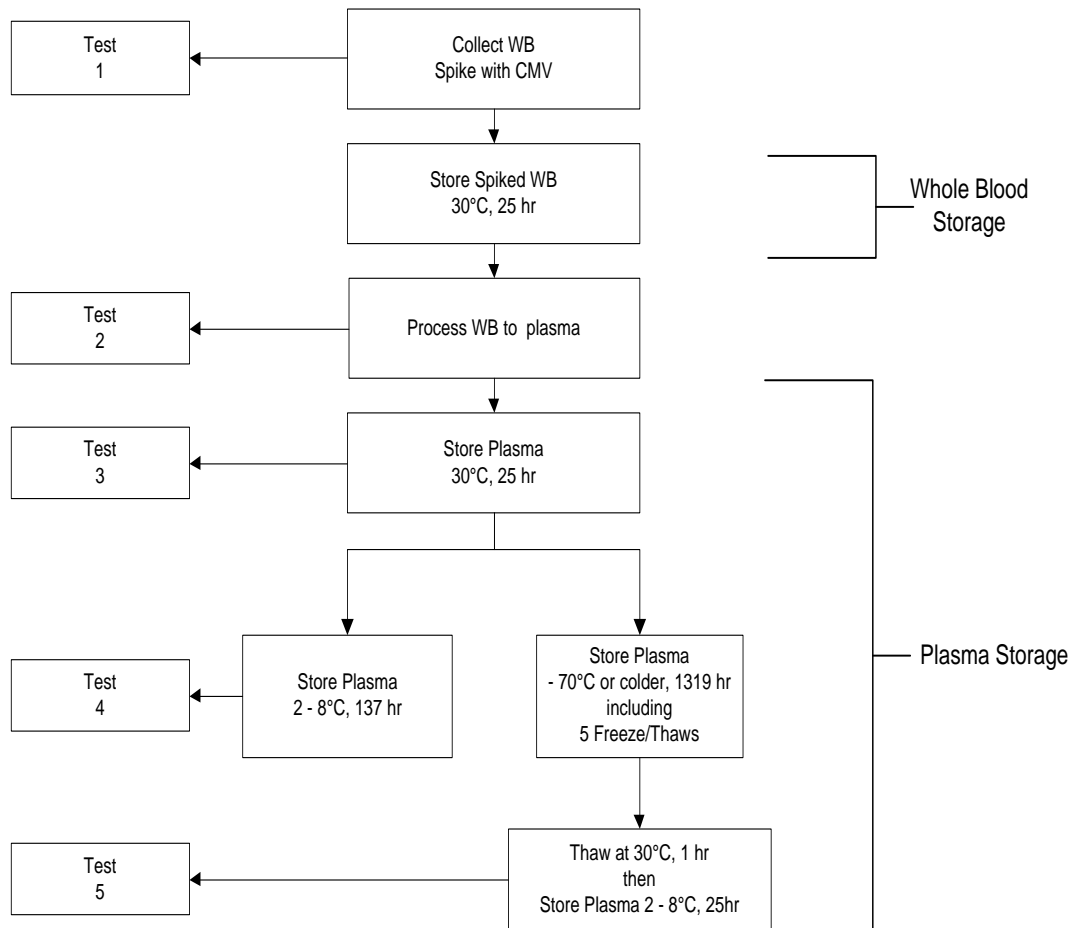 Test
1
Collect WB
Spike with CMV
Store Spiked WB
30°C, 25 hr
Whole Blood
Storage
Test
2
Process WB to plasma
Test
3
Store Plasma
30°C, 25 hr
Test
4
Store Plasma
2 - 8°C, 137 hr
Store Plasma
- 70°C or colder, 1319 hr
including
5 Freeze/Thaws
Plasma Storage
Test
5
Thaw at 30°C, 1 hr
then
Store Plasma 2 - 8°C, 25hr